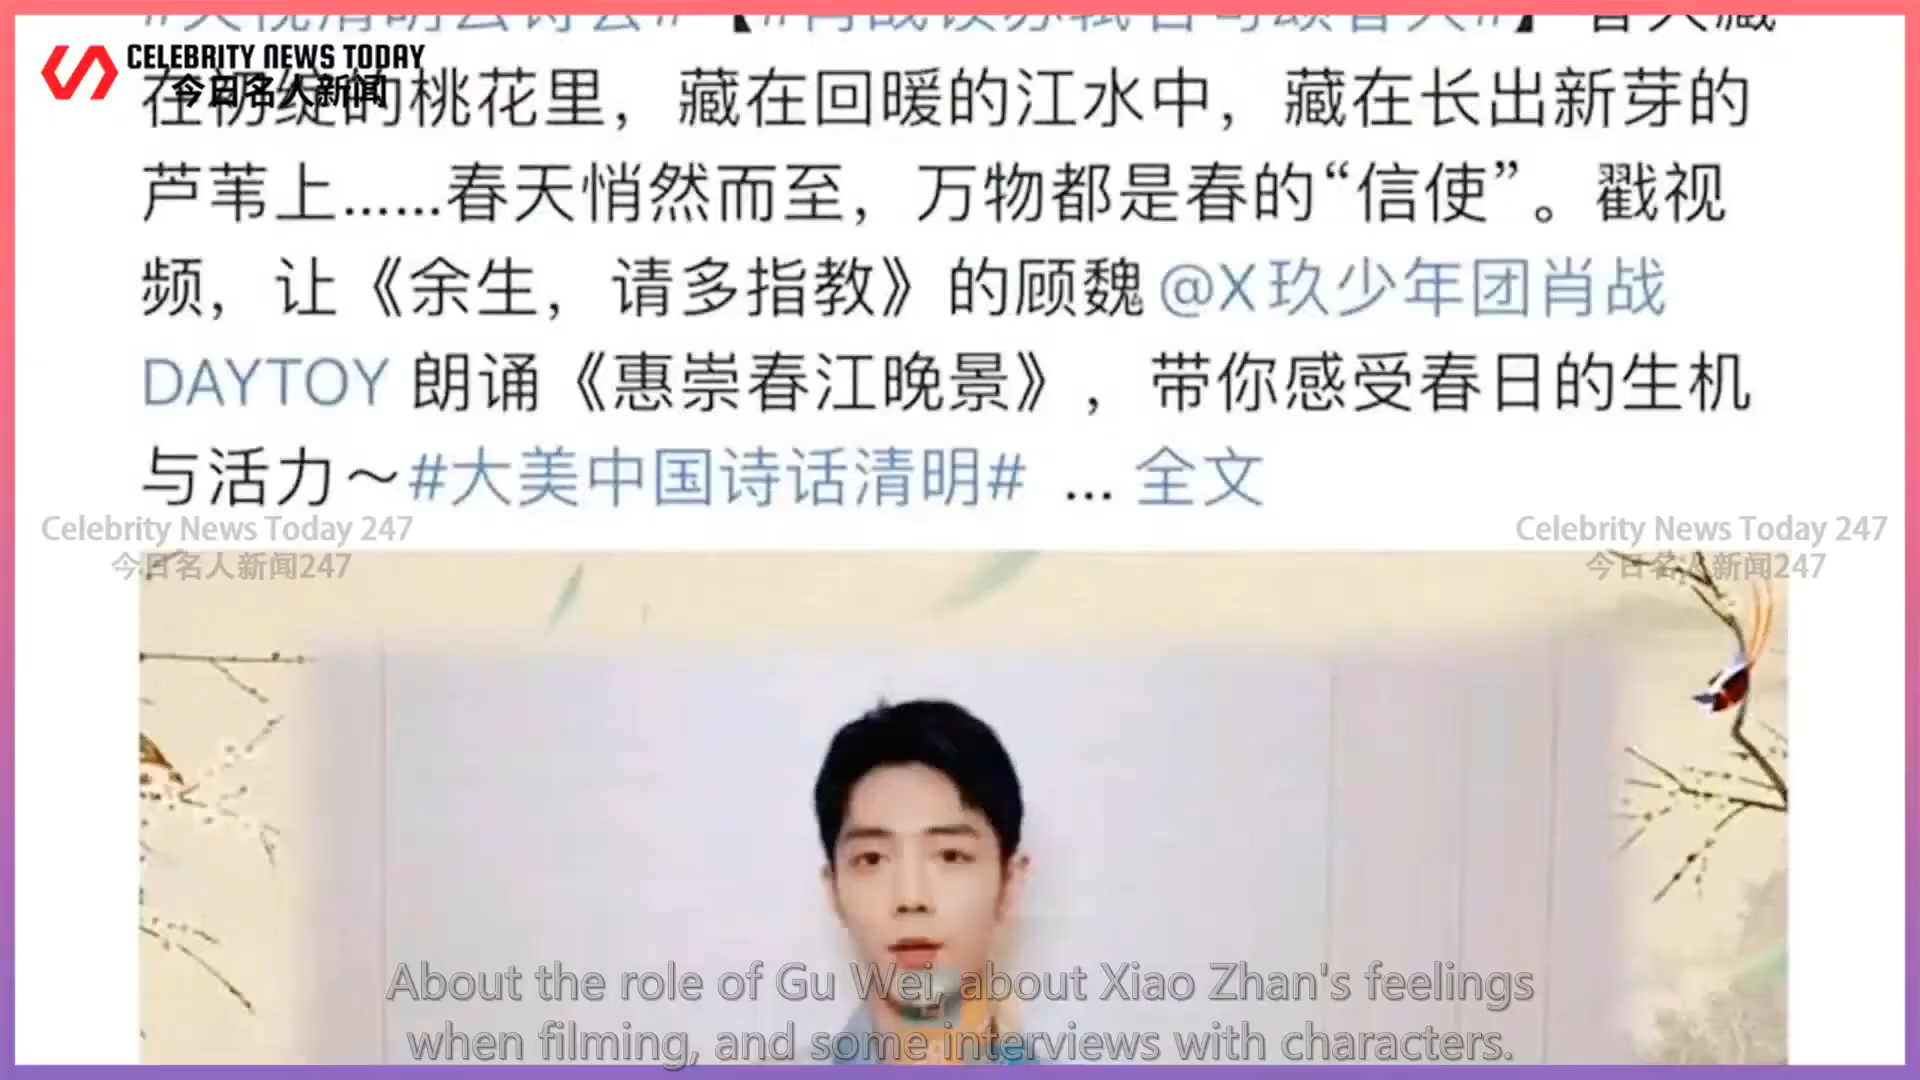 CELEBRITY NEWS TODAY
今日名人新闻
在初绽的桃花里，藏在回暖的江水中，藏在长出新芽的
芦苇上……春天悄然而至，万物都是春的“信使”。戳视
频，让《余生，请多指教》的顾魏 @X玖少年团肖战
DAYTOY 朗诵《惠崇春江晚景》，带你感受春日的生机
与活力～#大美中国诗话清明# ... 全文
Celebrity News Today 247
今日名人新闻247
Celebrity News Today 247
今日名人新闻247
About the role of Gu Wei, about Xiao Zhan's feelings
when filming, and some interviews with characters.